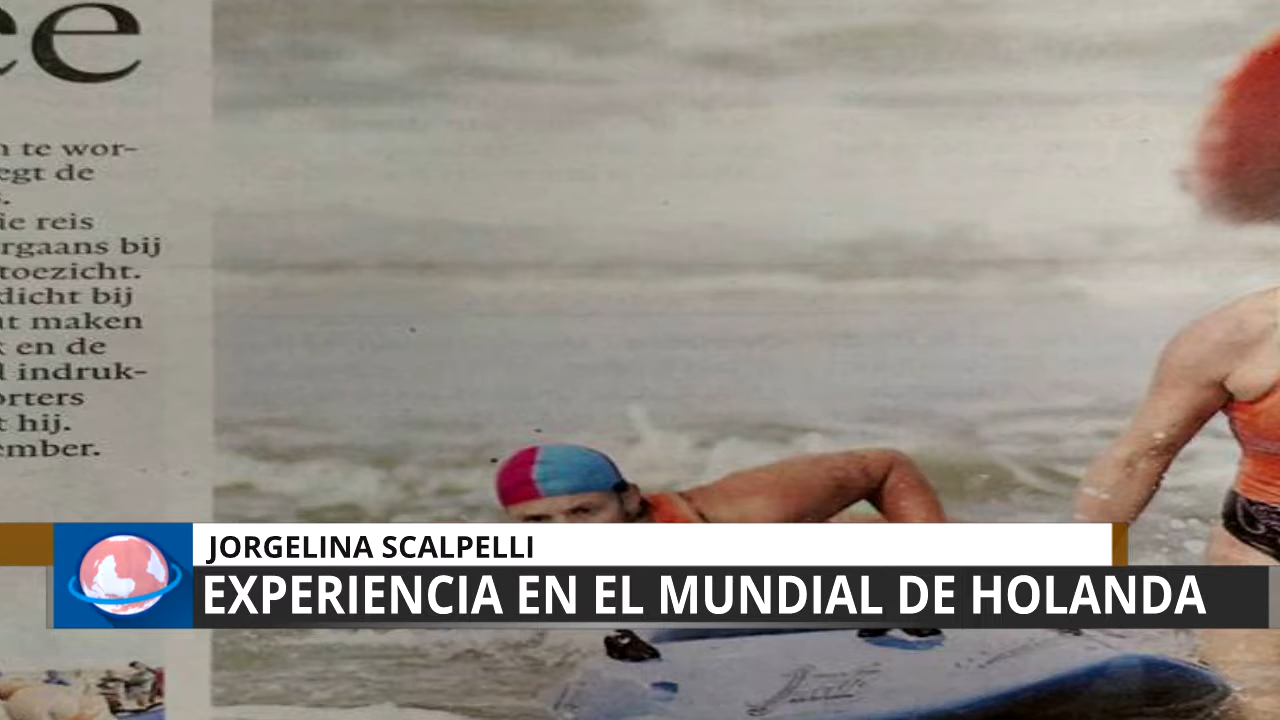 ee
n te wor-
egt de
s.
ie reis
rgaans bij
toezicht.
dicht bij
ut maken
k en de
d indruk-
orters
t hij.
ember.
JORGELINA SCALPELLI
EXPERIENCIA EN EL MUNDIAL DE HOLANDA